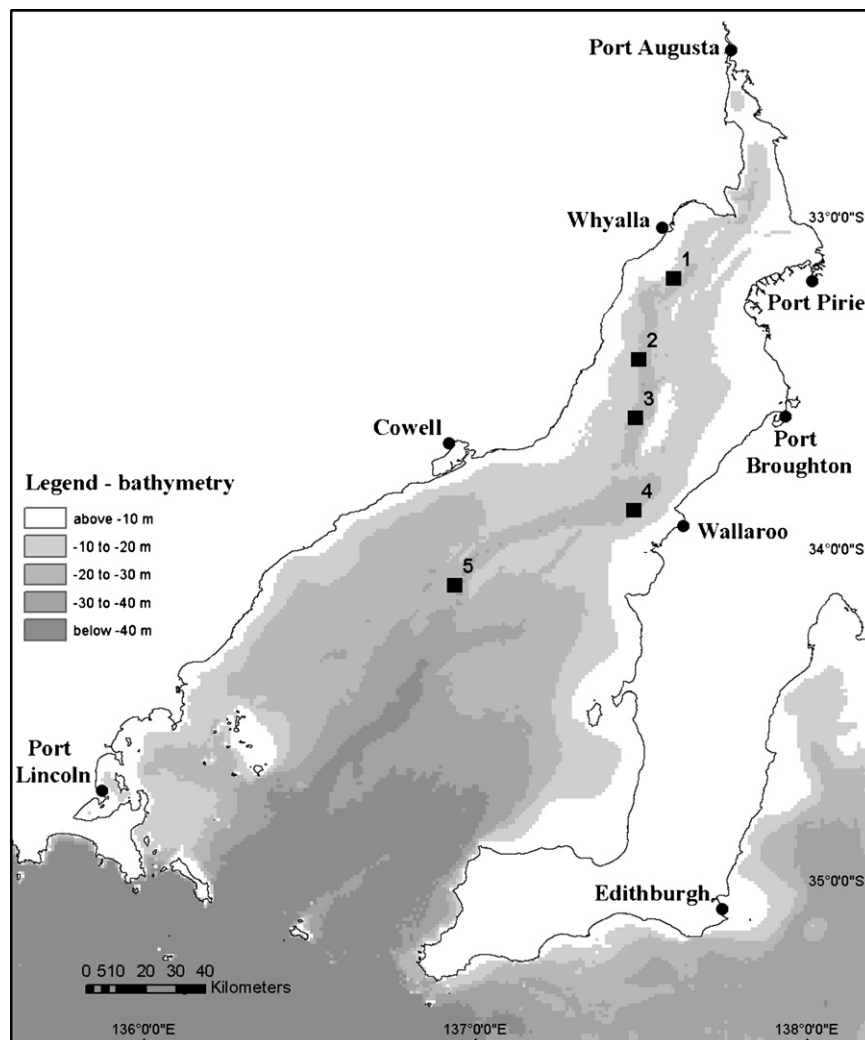 Port Augusta
33°0'0"S
Whyalla
1
Port Pirie
2
3
Cowell
Port
Broughton
Legend - bathymetry
above -10 m
-10 to -20 m
-20 to -30 m
-30 to -40 m
below -40 m
4
Wallaroo
34°0'0"S
5
Port
Lincoln
35°0'0"S
Edithburgh
0 5 10 20 30 40
Kilometers
136°0'0"E
137°0'0"E
138°0'0"E